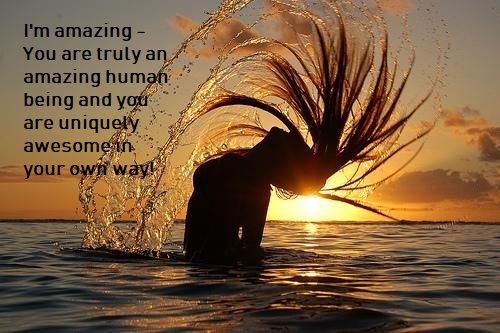 I'm amazing -
You are truly an
amazing human
being and you
are uniquely
awesome in
your own way!